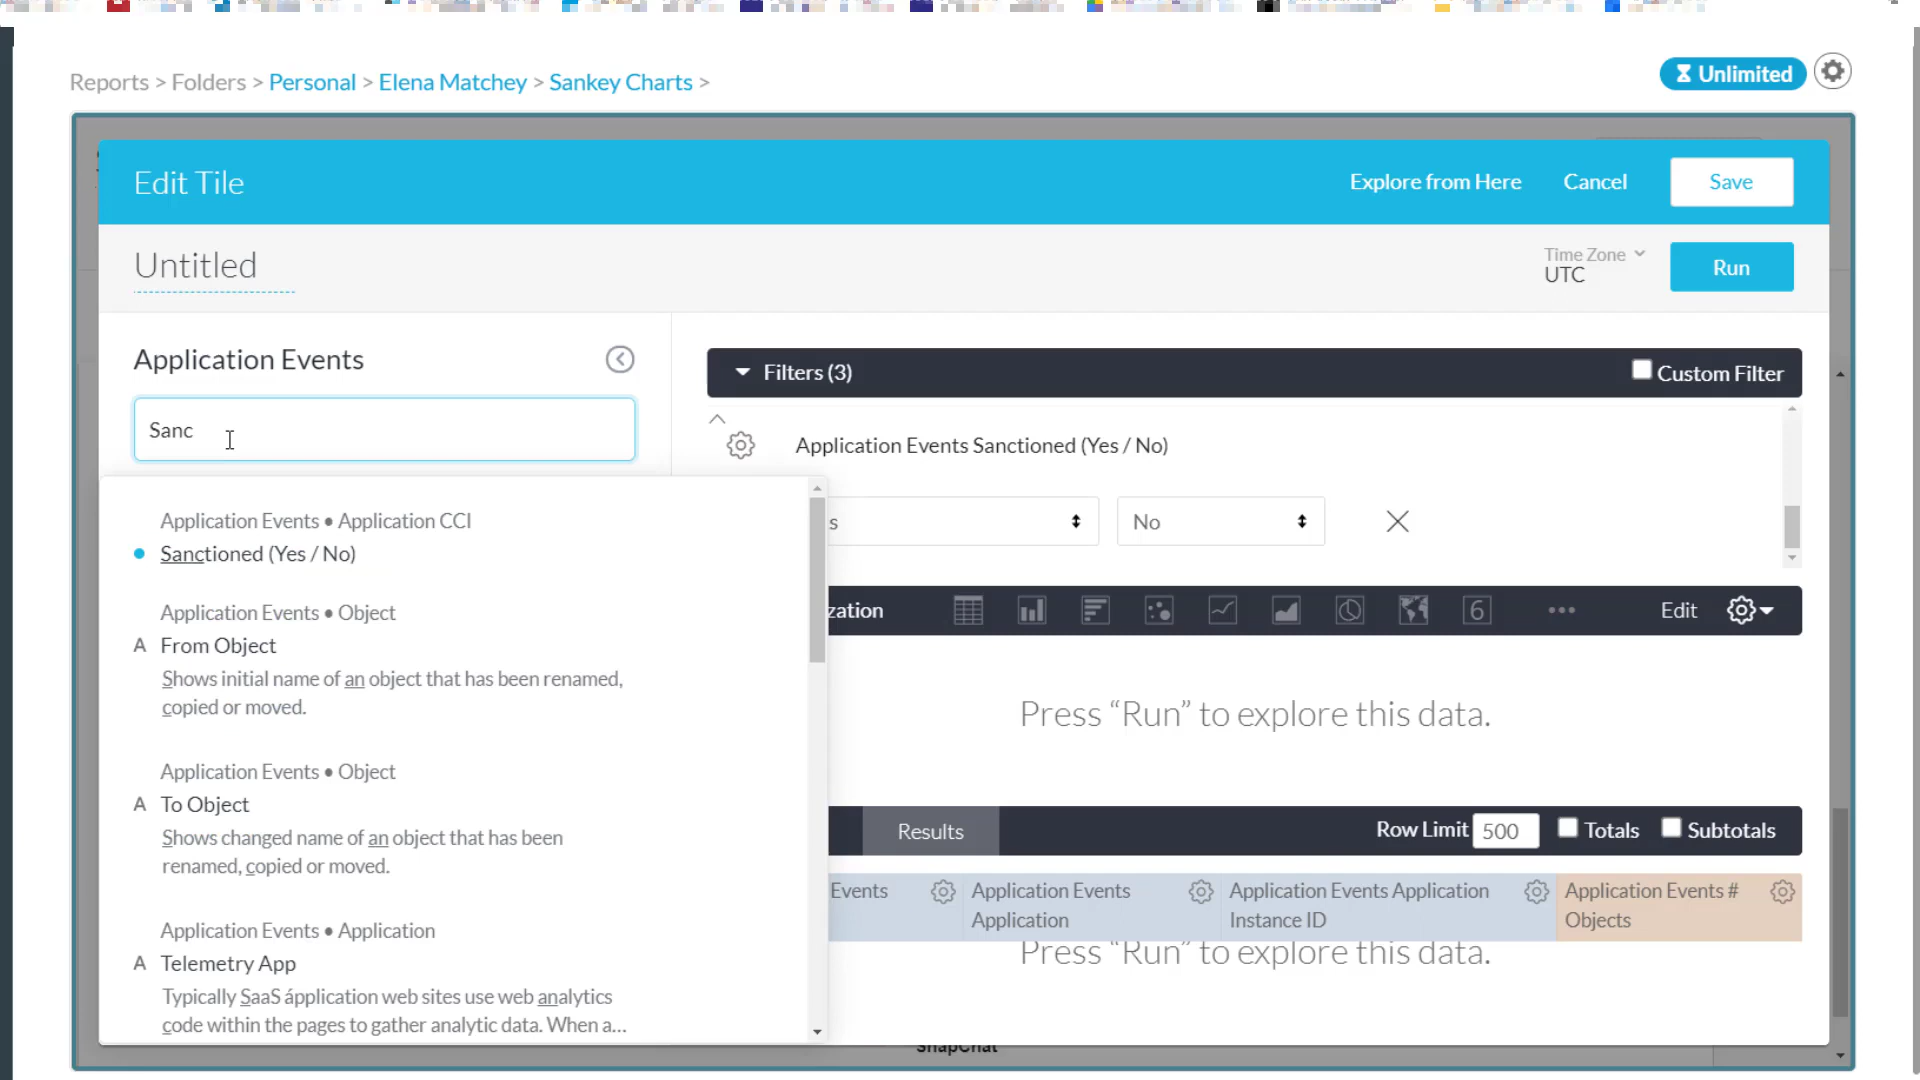 Reports > Folders > Personal > Elena Matchey > Sankey Charts >
Unlimited
Edit Tile
Explore from Here
Cancel
Save
Untitled
Time Zone
UTC
Run
Application Events
Filters (3)
Custom Filter
Sanc
Application Events Sanctioned (Yes / No)
s
No
Application Events • Application CCI
Sanctioned (Yes / No)
Application Events • Object
A From Object
Shows initial name of an object that has been renamed,
copied or moved.
Application Events • Object
A To Object
Shows changed name of an object that has been
renamed, copied or moved.
Application Events • Application
A Telemetry App
Typically SaaS ápplication web sites use web analytics
code within the pages to gather analytic data. When a...
zation
6
Edit
Press “Run” to explore this data.
Results
Row Limit 500
Totals
Subtotals
Events
Application Events
Application
Application Events Application
Instance ID
Application Events #
Objects
Press “Run” to explore this data.
SnapChat